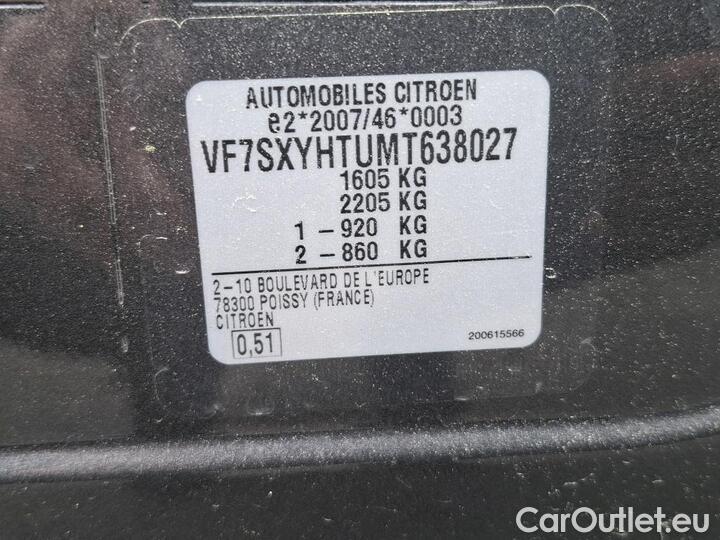 AUTOMOBILES CITROEN
e2*2007/46*0003
VF7SXYHTUMT638027
1605 KG
2205 KG
1 – 920 KG
2 – 860 KG
2–10 BOULEVARD DE L'EUROPE
78300 POISSY (FRANCE)
CITROEN
0,51
200615566
CarOutlet.eu